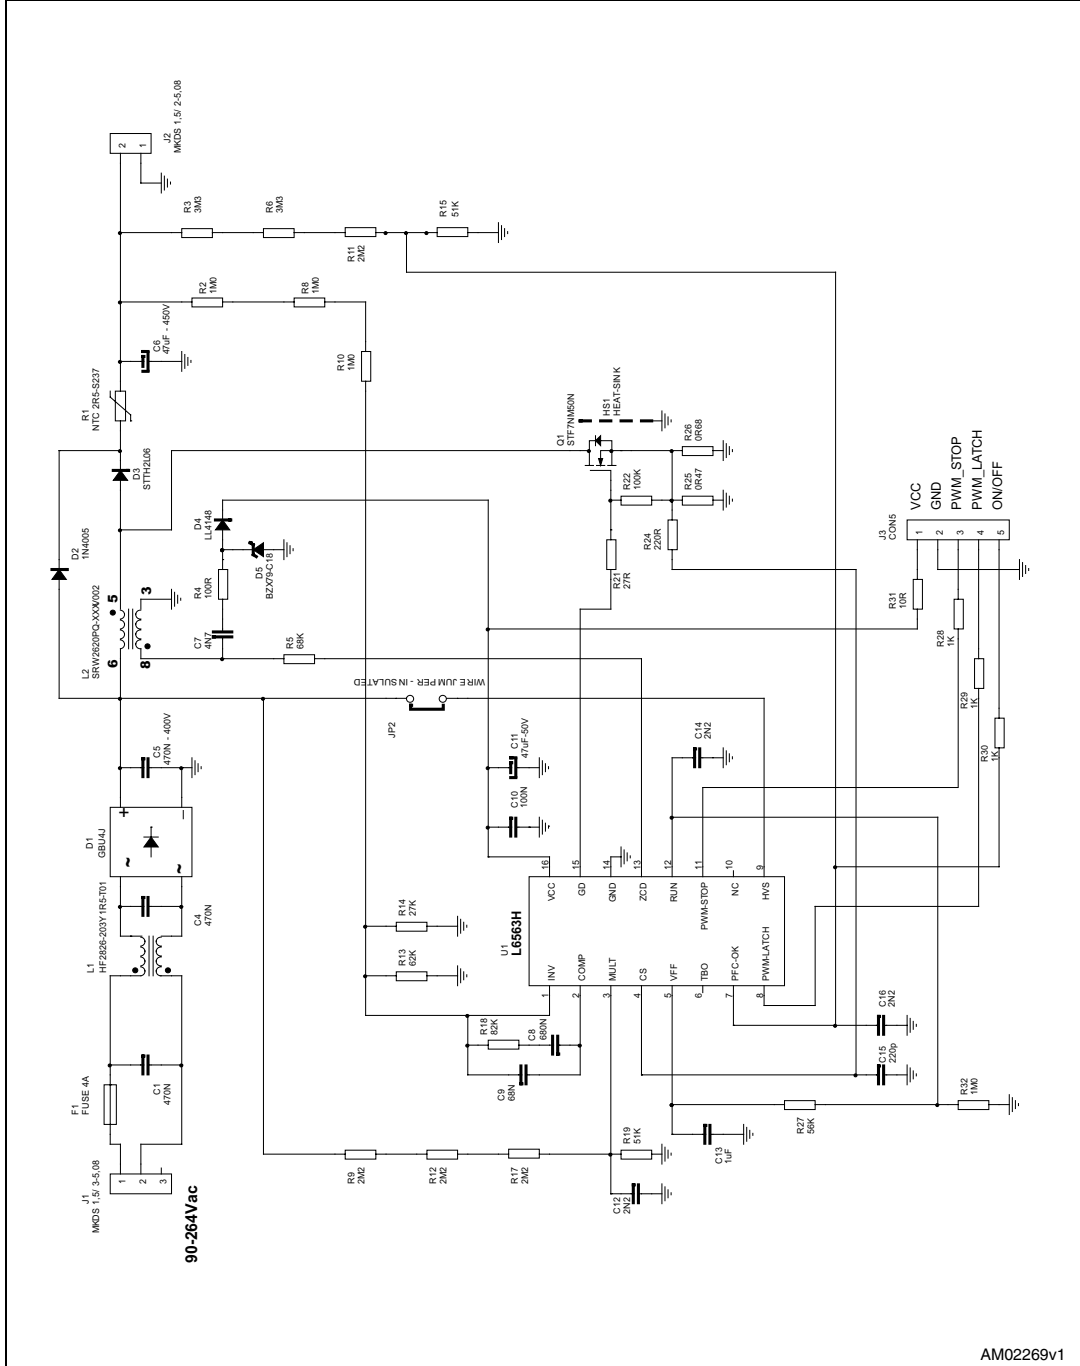 J1
MKDS 1,5/ 3-5,08
1
2
3
90-264Vac
F1
FUSE 4A
C1
470N
L1
HF2826-203Y1R5-T01
C4
470N
D1
GBU4J
~
~
+
−
C5
470N - 400V
L2
SRW2620PQ-XXXV002
6
5
8
3
D2
1N4005
D3
STTH2L06
R1
NTC 2R5-S237
C6
47uF - 450V
J2
MKDS 1,5/ 2-5,08
2
1
R3
3M3
R6
3M3
R11
2M2
R15
51K
R2
1M0
R8
1M0
R10
1M0
D4
LL4148
R4
100R
D5
BZX79-C18
C7
4N7
R5
68K
JP2
WIRE JUMPER - INSULATED
Q1
STF7NM50N
HS1
HEAT-SINK
R22
100K
R21
27R
R24
220R
R25
0R47
R26
0R68
C11
47uF-50V
C10
100N
C14
2N2
R14
27K
R13
62K
U1
L6563H
1
INV
2
COMP
3
MULT
4
CS
5
VFF
6
TBO
7
PFC-OK
8
PWM-LATCH
16
VCC
15
GD
14
GND
13
ZCD
12
RUN
11
PWM-STOP
10
NC
9
HVS
R18
82K
C8
680N
C9
68N
R9
2M2
R12
2M2
R17
2M2
R19
51K
C12
2N2
C13
1uF
R27
56K
R32
1M0
C15
220p
C16
2N2
J3
CON5
1
2
3
4
5
VCC
GND
PWM_STOP
PWM_LATCH
ON/OFF
R31
10R
R28
1K
R29
1K
R30
1K
AM02269v1